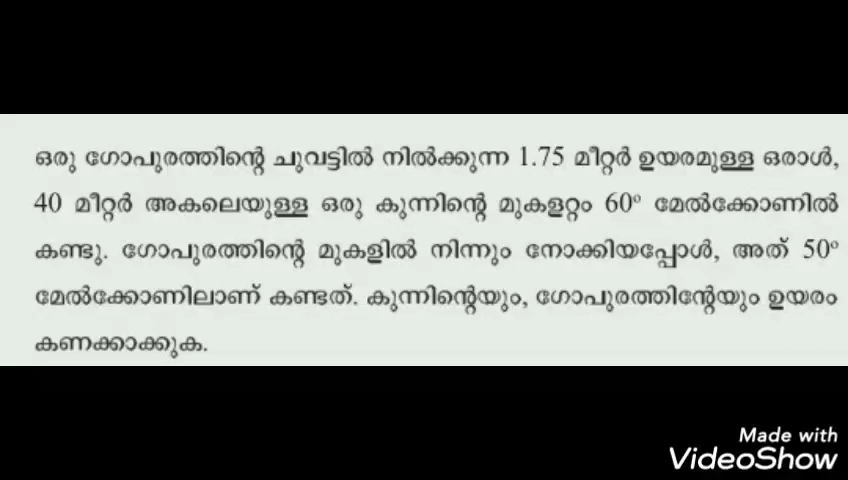 ഒരു ഗോപുരത്തിന്റെ ചുവട്ടിൽ നിൽക്കുന്ന 1.75 മീറ്റർ ഉയരമുള്ള ഒരാൾ,
40 മീറ്റർ അകലെയുള്ള ഒരു കുന്നിന്റെ മുകളറ്റം 60° മേൽക്കോണിൽ
കണ്ടു. ഗോപുരത്തിന്റെ മുകളിൽ നിന്നും നോക്കിയപ്പോൾ, അത് 50°
മേൽക്കോണിലാണ് കണ്ടത്. കുന്നിന്റെയും, ഗോപുരത്തിന്റേയും ഉയരം
കണക്കാക്കുക.
Made with
VideoShow